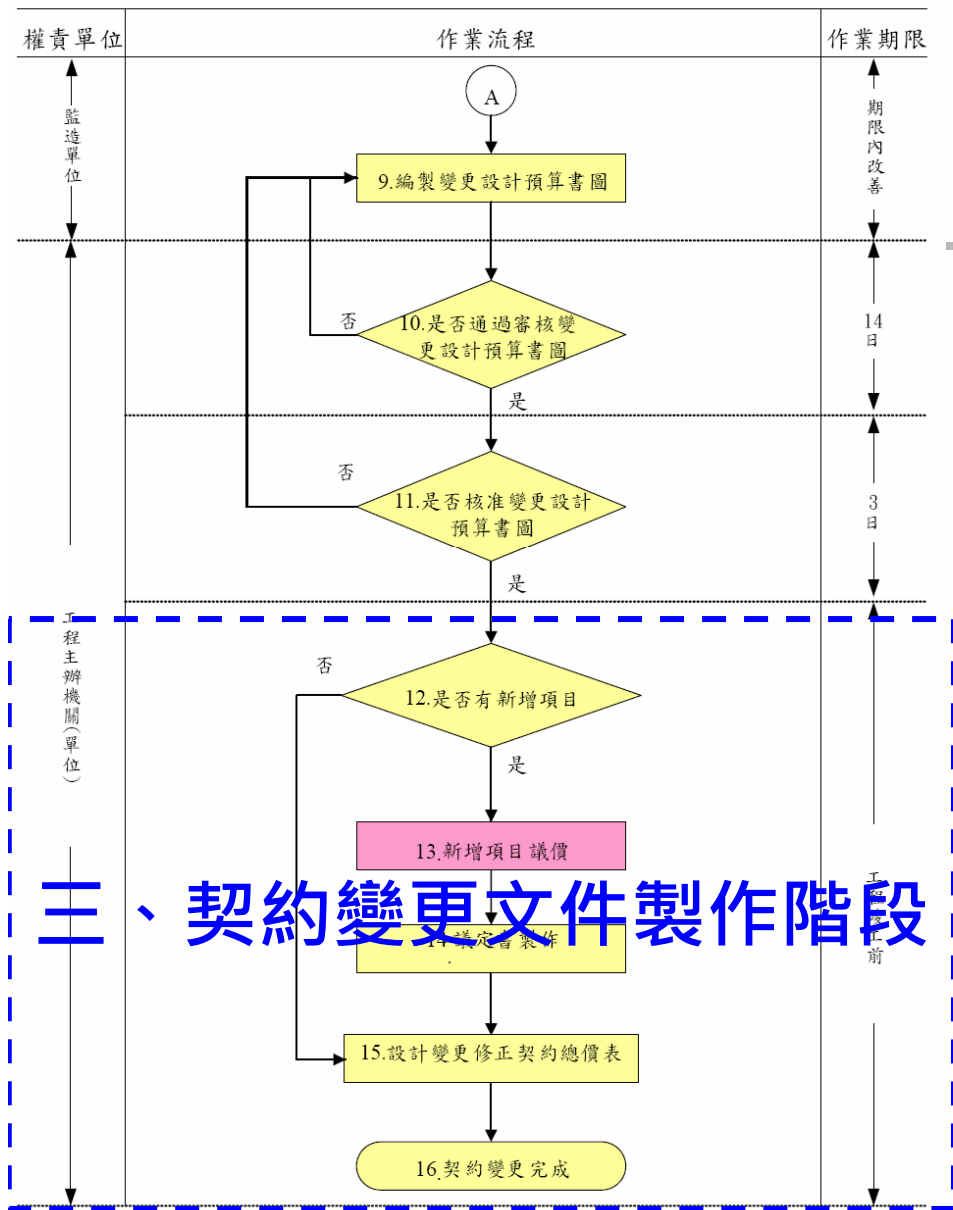 權責單位
作業流程
作業期限
A
監造單位
期限內改善
9.編製變更設計預算書圖
否
10.是否通過審核變
更設計預算書圖
14
日
是
否
11.是否核准變更設計
預算書圖
3
日
是
工程主辦機關(單位)
否
12.是否有新增項目
是
13.新增項目議價
三、契約變更文件製作階段
14議定書製作
15.設計變更修正契約總價表
16.契約變更完成